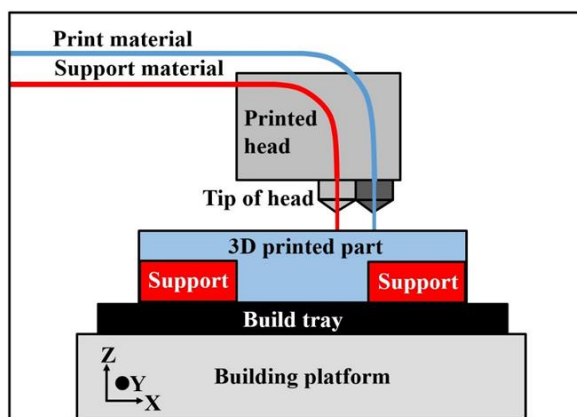 Print material
Support material
Printed
head
Tip of head
3D printed part
Support
Support
Build tray
Z
Y
X
Building platform